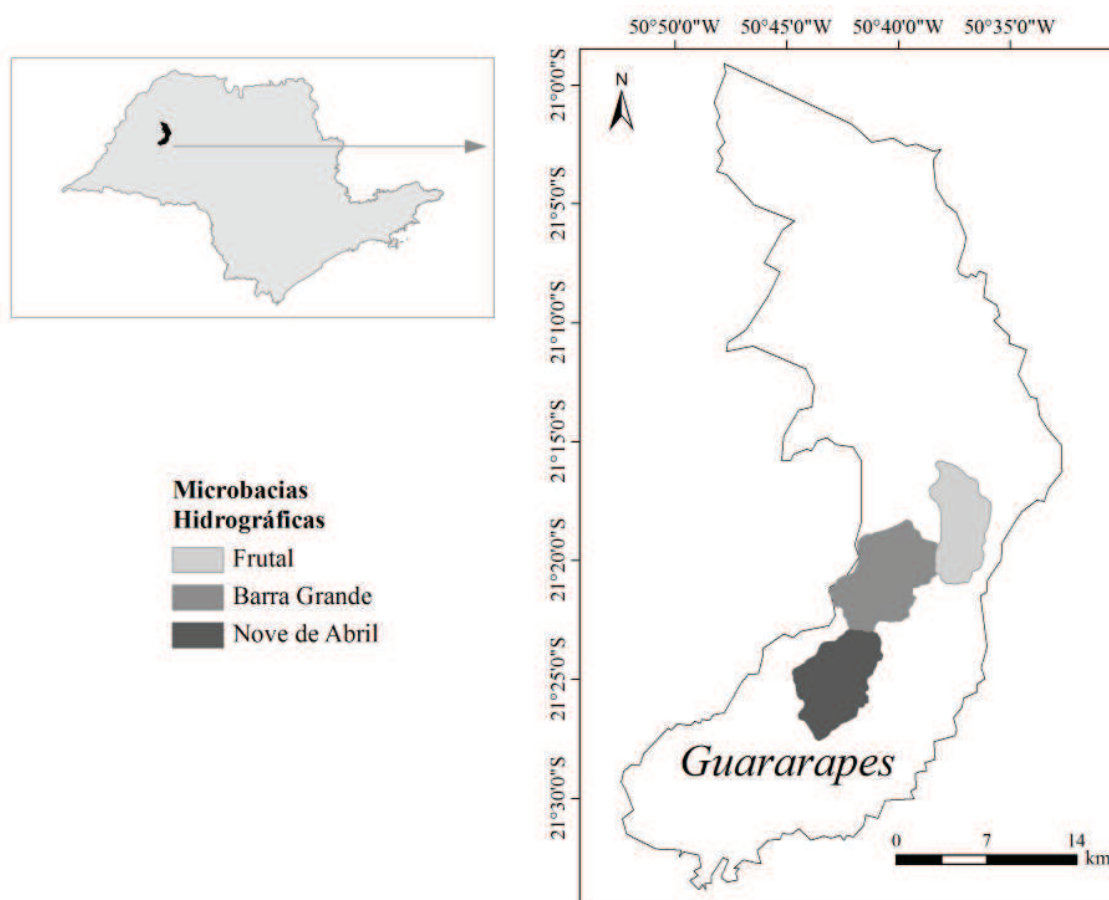 50°50'0"W 50°45'0"W 50°40'0"W 50°35'0"W
N
21°0'0"S
21°5'0"S
21°10'0"S
21°15'0"S
21°20'0"S
21°25'0"S
21°30'0"S
Microbacias
Hidrográficas
Frutal
Barra Grande
Nove de Abril
Guararapes
0 7 14
km